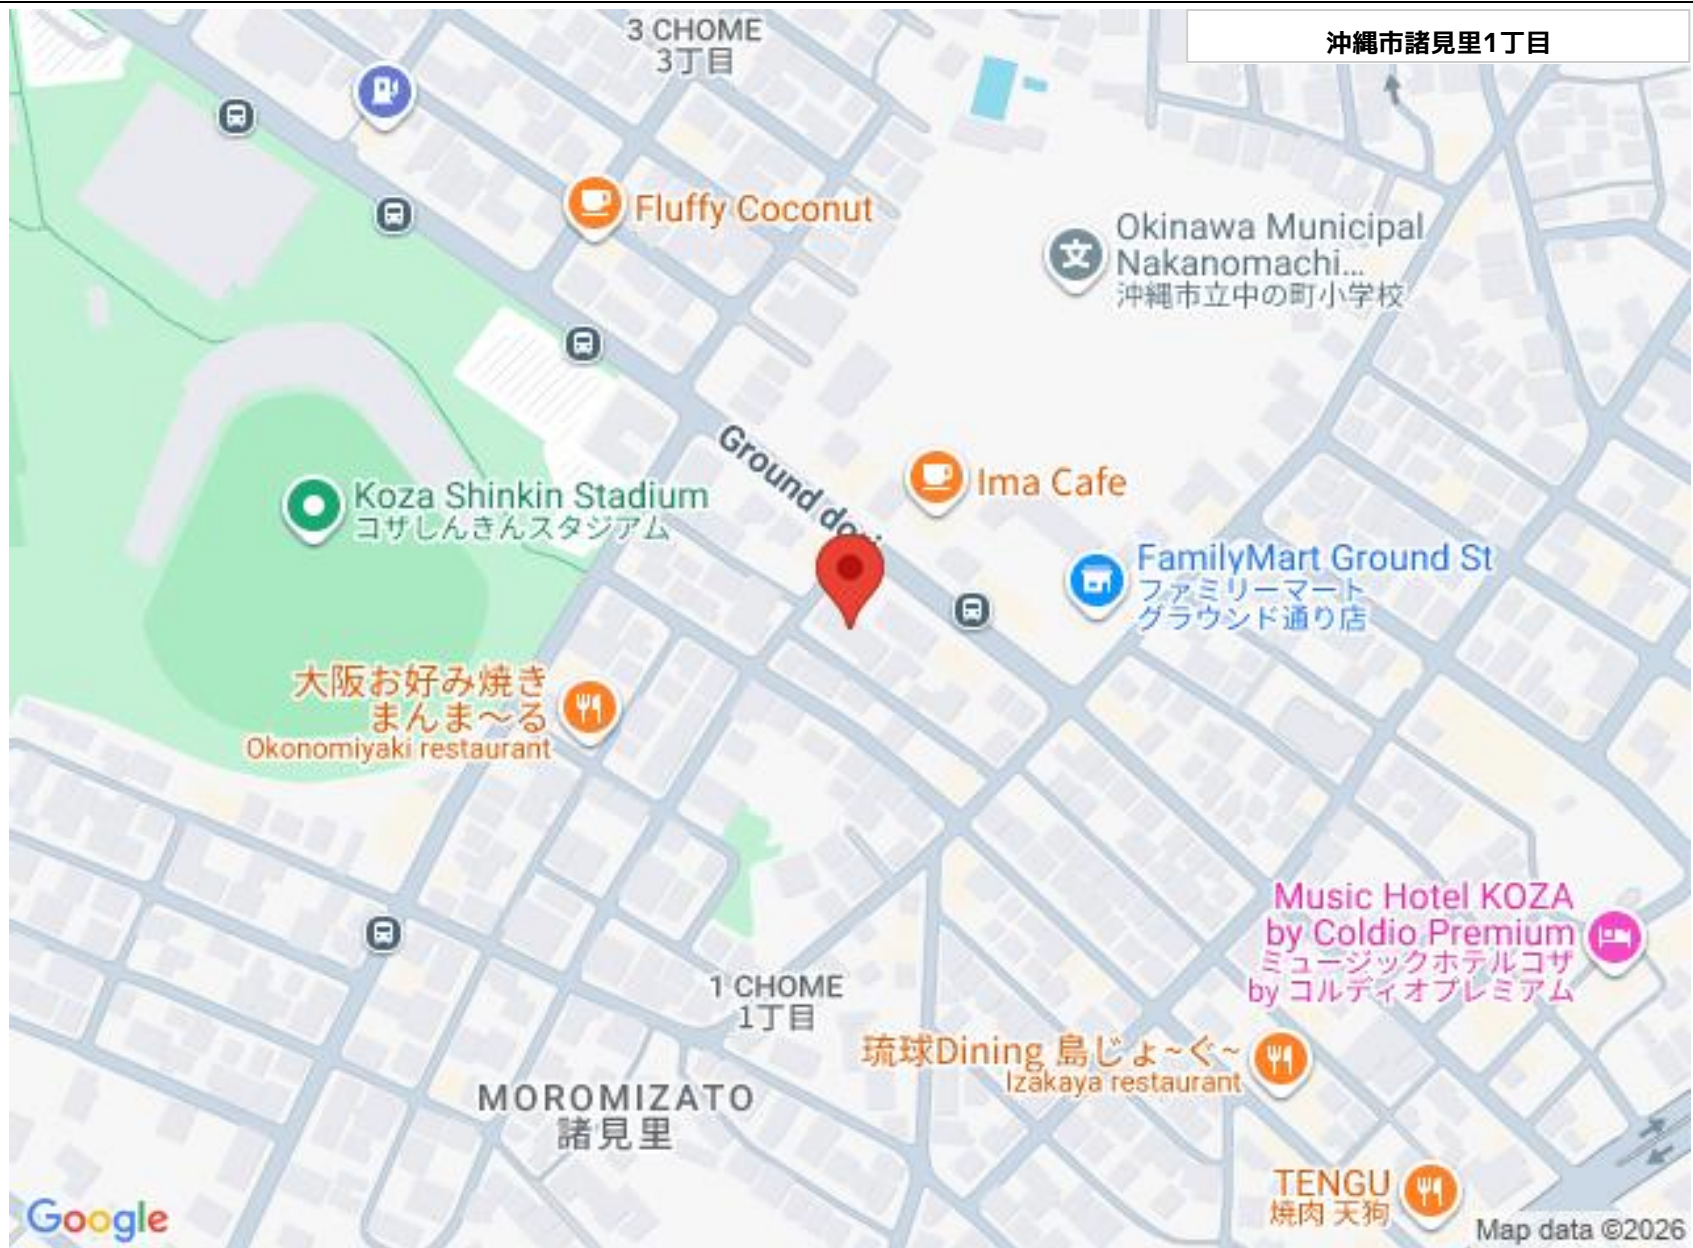 3 CHOME
3丁目
沖縄市諸見里1丁目
Fluffy Coconut
Okinawa Municipal
Nakanomachi...
沖縄市立中の町小学校
Ground
Ima Cafe
Koza Shinkin Stadium
コザしんきんスタジアム
FamilyMart Ground St
ファミリーマート
グラウンド通り店
大阪お好み焼き
まんま〜る
Okonomiyaki restaurant
Music Hotel KOZA
by Coldio Premium
ミュージックホテルコザ
by コルディオプレミアム
1 CHOME
1丁目
琉球Dining 島じょ~ぐ~
Izakaya restaurant
MOROMIZATO
諸見里
TENGU
焼肉 天狗
Google
Map data ©2026